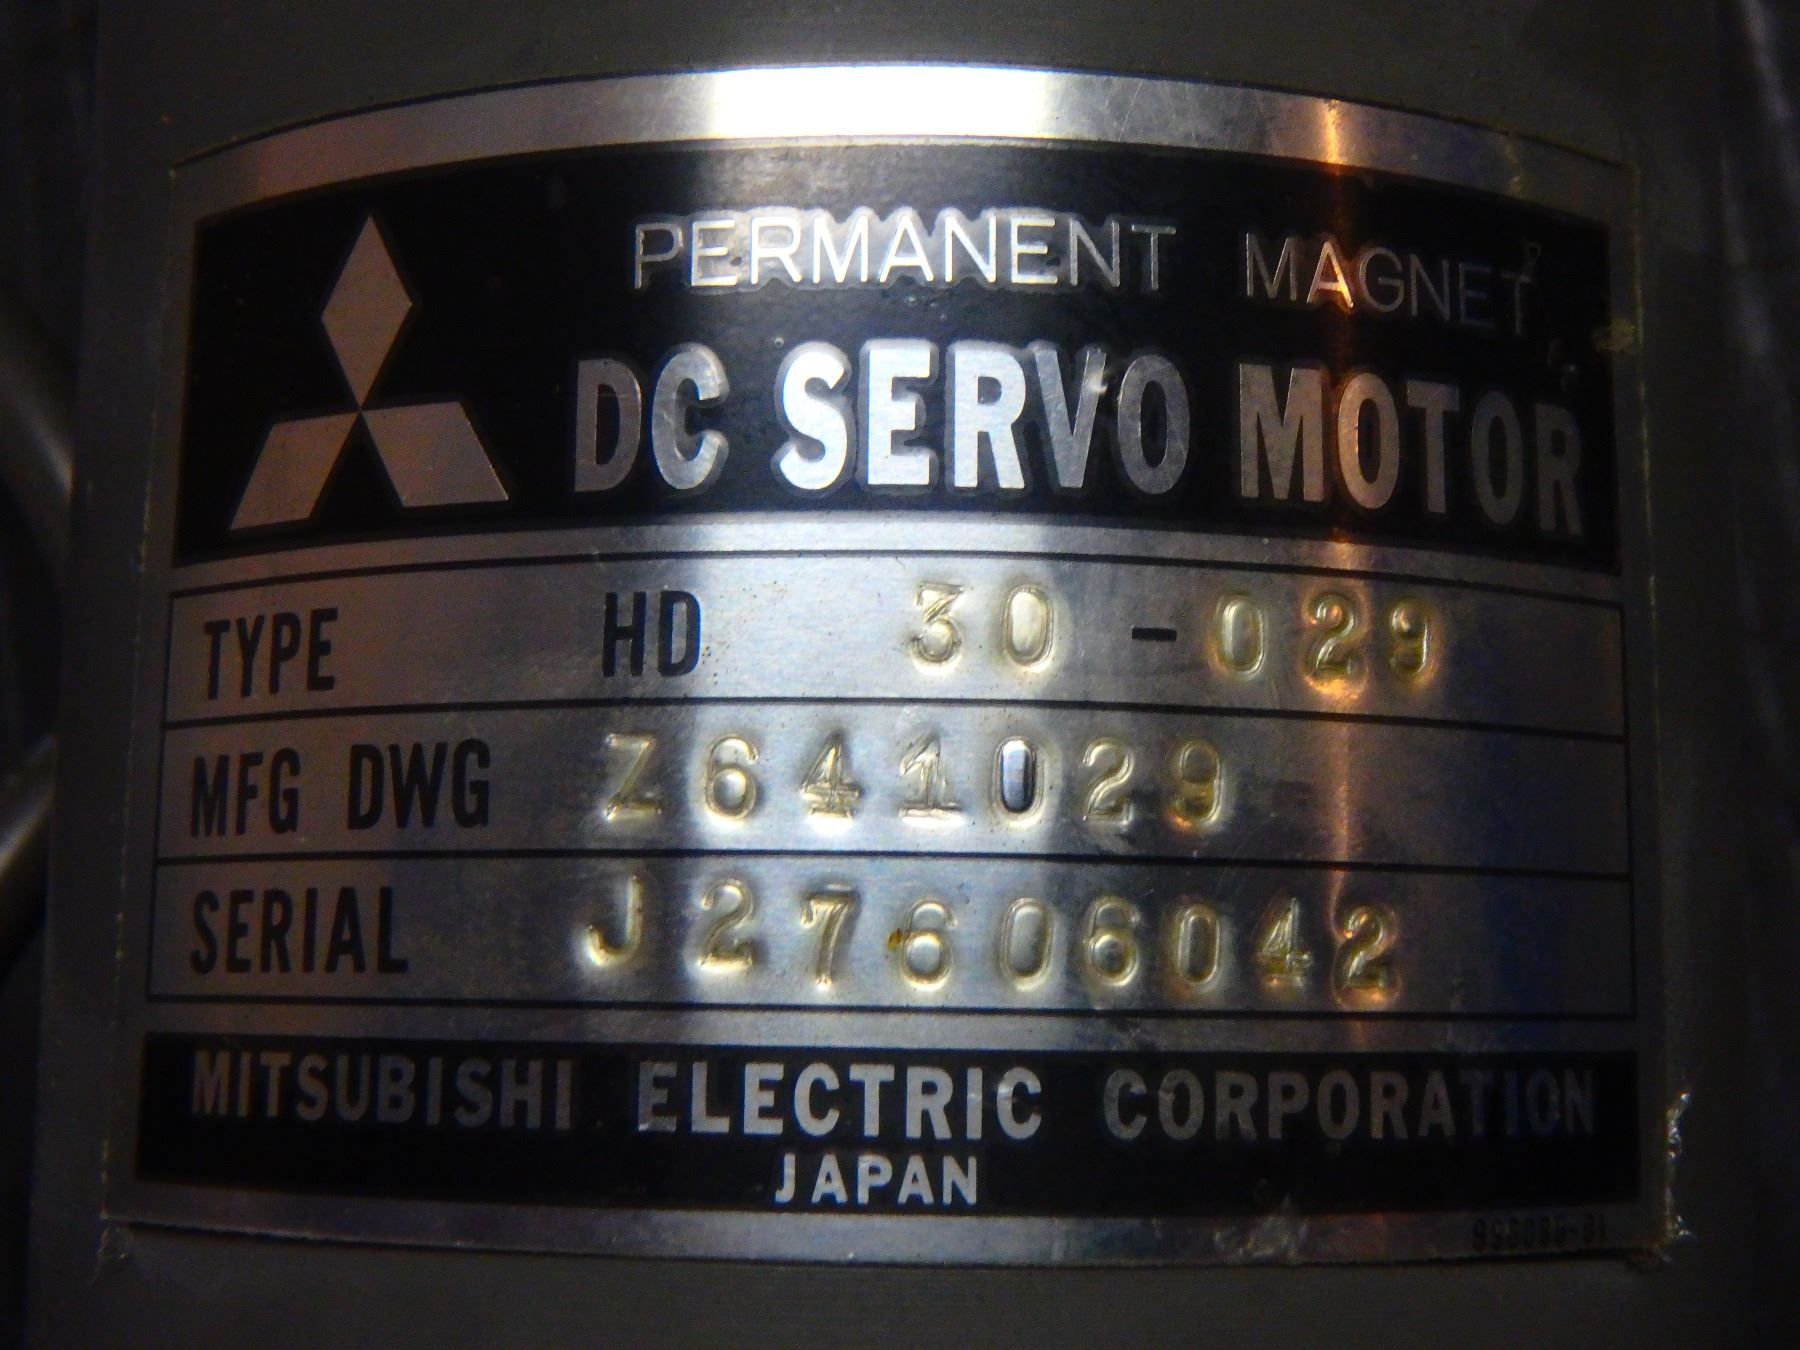 PERMANENT MAGNET
DC SERVO MOTOR
TYPE HD 30-029
MFG DWG Z641029
SERIAL J27606042
MITSUBISHI ELECTRIC CORPORATION
JAPAN